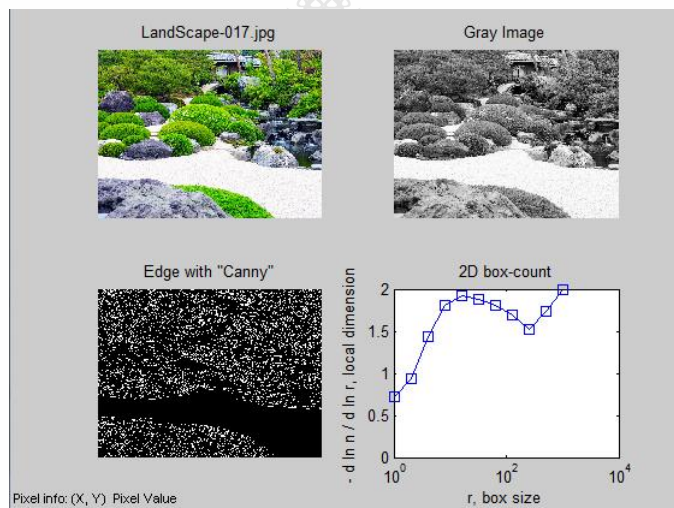 LandScape-017.jpg
Gray Image
Edge with "Canny"
2D box-count
- d ln n / d ln r, local dimension
2
1.5
1
0.5
0
10^0
10^2
10^4
r, box size
Pixel info: (X, Y) Pixel Value